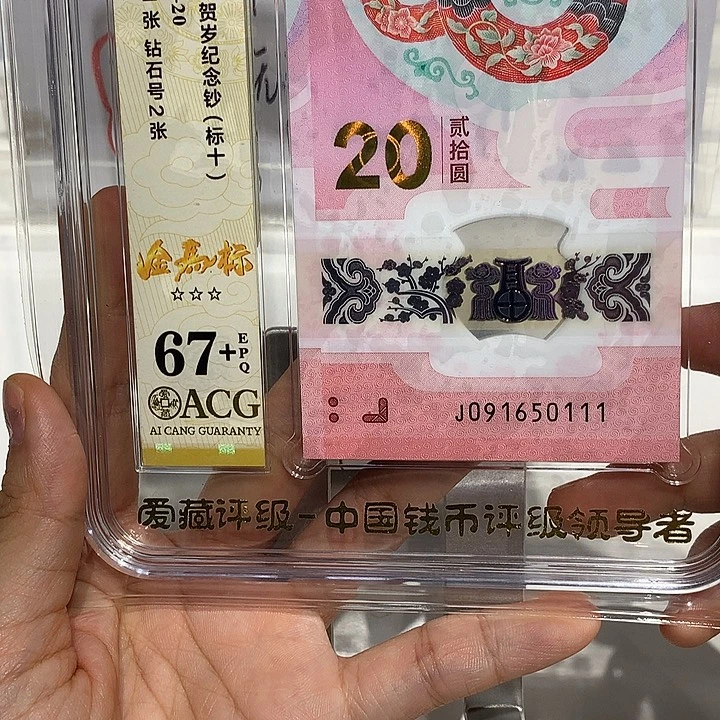 贺岁纪念钞（标十）
20
张 钻石号2张
金马标
☆☆☆
67+EPQ
ACG
AI CANG GUARANTY
20
贰拾圆
J091650111
爱藏评级-中国钱币评级领导者